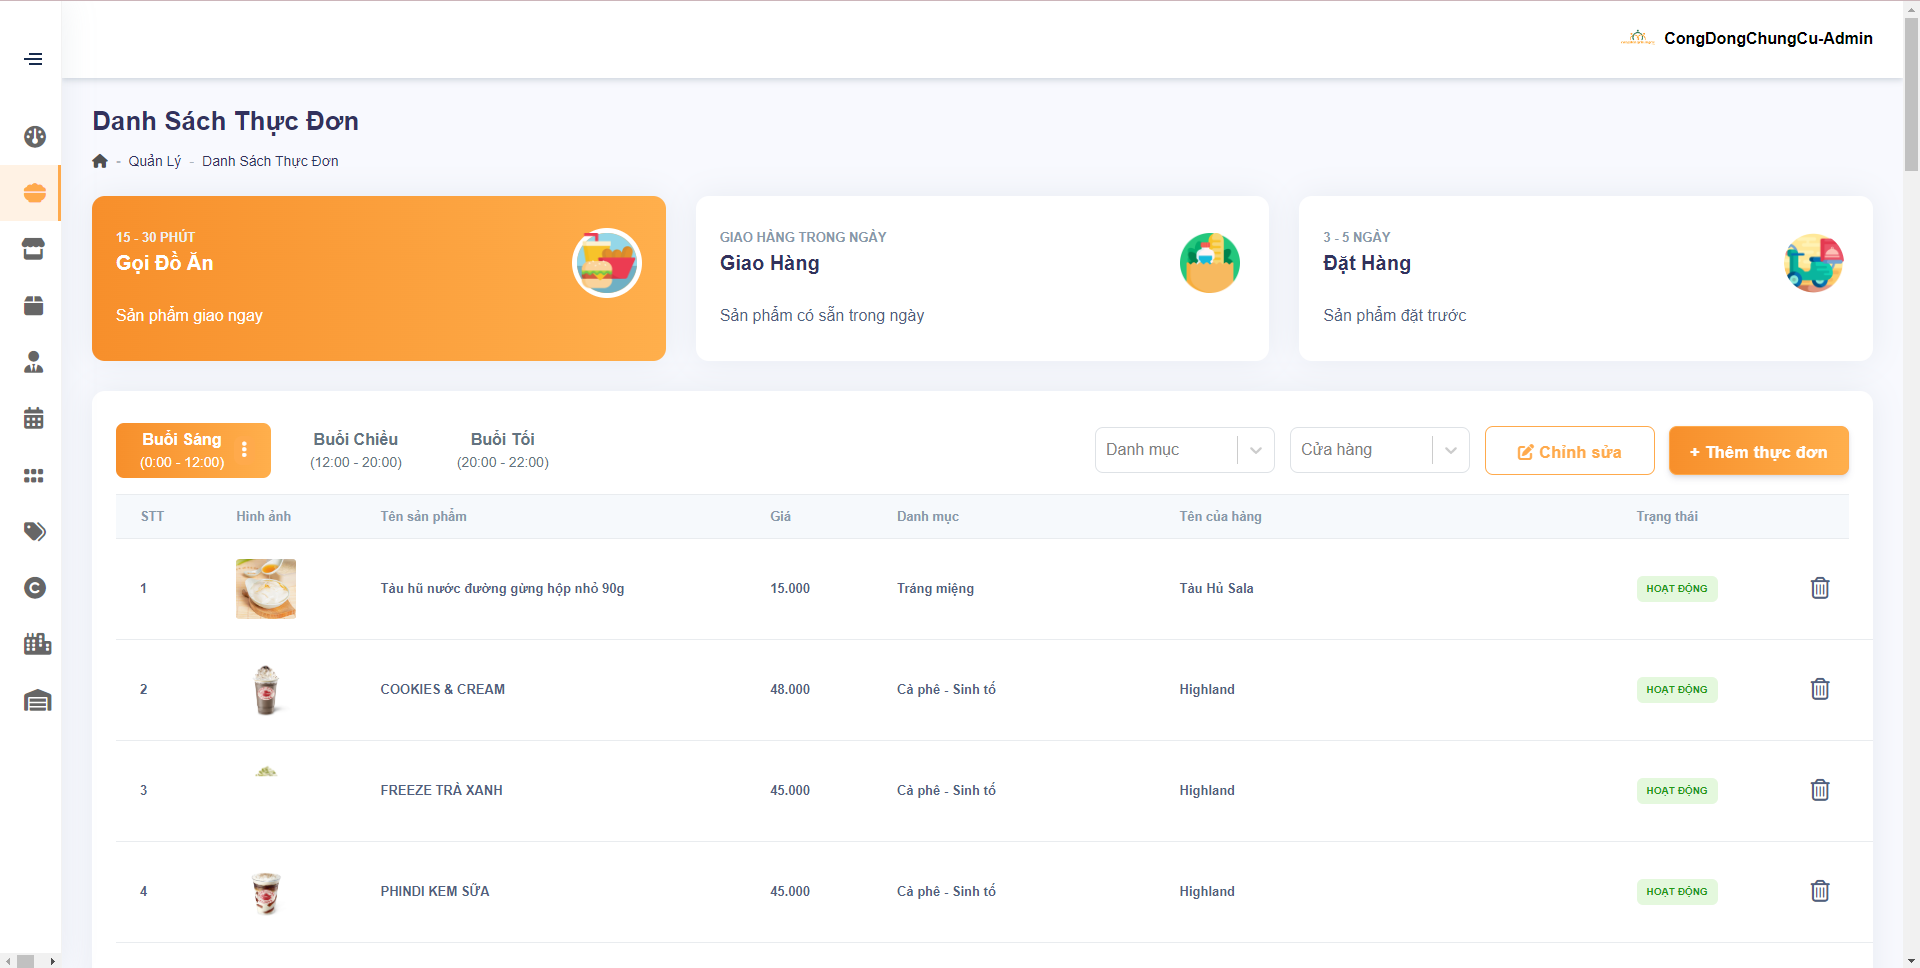 CongDongChungCu-Admin
Danh Sách Thực Đơn
- Quản Lý - Danh Sách Thực Đơn
15 - 30 PHÚT
Gọi Đồ Ăn
Sản phẩm giao ngay
GIAO HÀNG TRONG NGÀY
Giao Hàng
Sản phẩm có sẵn trong ngày
3 - 5 NGÀY
Đặt Hàng
Sản phẩm đặt trước
Buổi Sáng
(0:00 - 12:00)
Buổi Chiều
(12:00 - 20:00)
Buổi Tối
(20:00 - 22:00)
Danh mục
Cửa hàng
Chỉnh sửa
+ Thêm thực đơn
STT Hình ảnh Tên sản phẩm Giá Danh mục Tên của hàng Trạng thái
1 Tàu hũ nước đường gừng hộp nhỏ 90g 15.000 Tráng miệng Tàu Hủ Sala HOẠT ĐỘNG
2 COOKIES & CREAM 48.000 Cà phê - Sinh tố Highland HOẠT ĐỘNG
3 FREEZE TRÀ XANH 45.000 Cà phê - Sinh tố Highland HOẠT ĐỘNG
4 PHINDI KEM SỮA 45.000 Cà phê - Sinh tố Highland HOẠT ĐỘNG